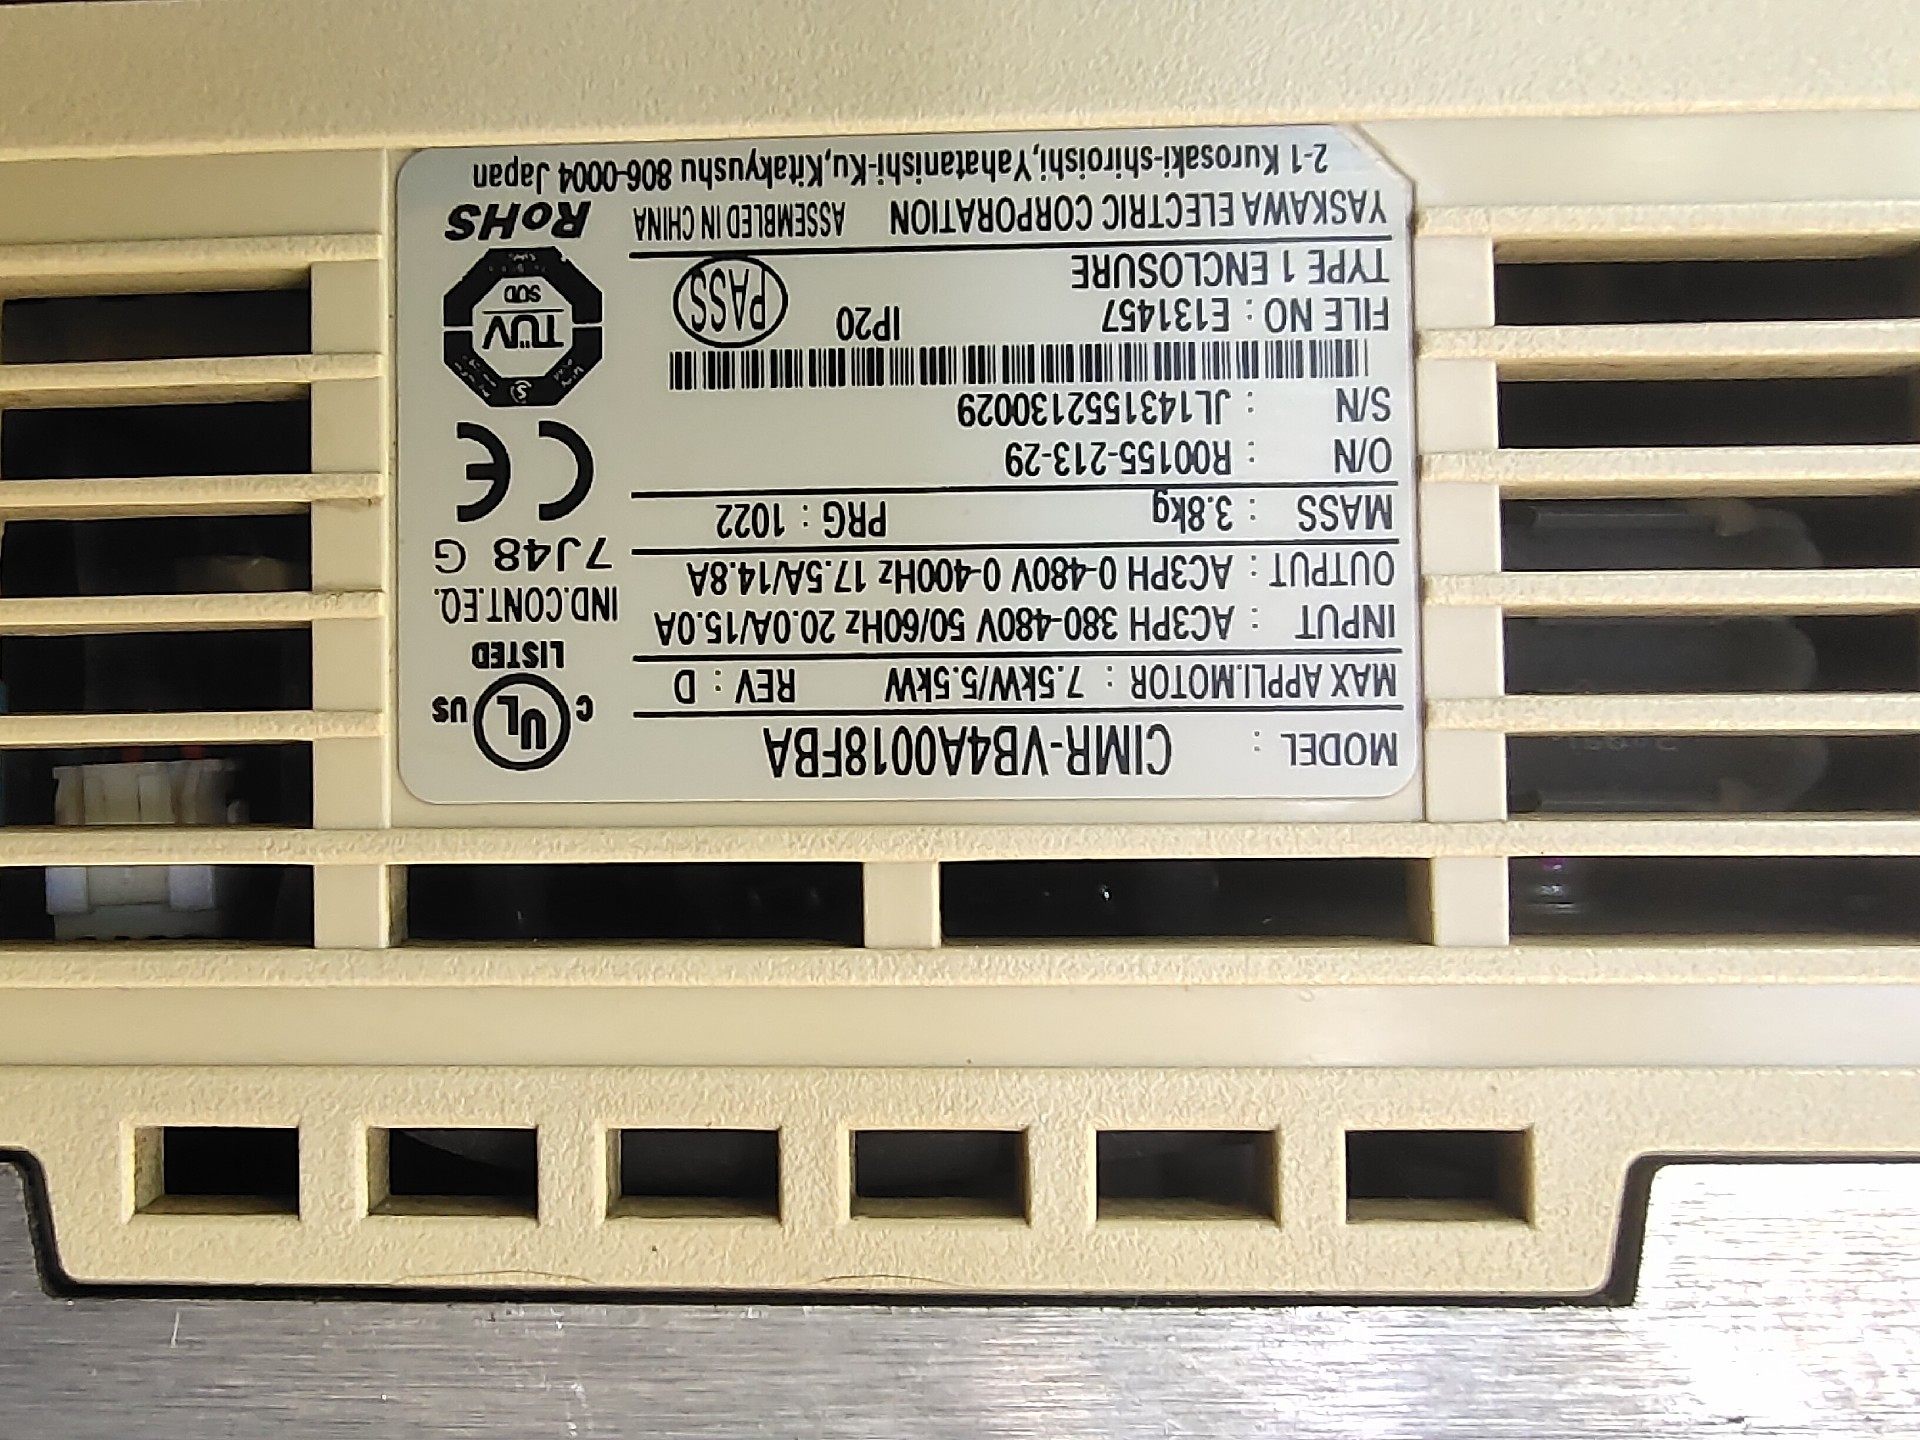 MODEL : CIMR-VB4A0018FBA
MAX APPLI.MOTOR : 7.5kW/5.5kW REV : D
INPUT : AC3PH 380-480V 50/60Hz 20.0A/15.0A
OUTPUT : AC3PH 0-480V 0-400Hz 17.5A/14.8A
MASS : 3.8kg PRG : 1022
O/N : R00155-213-29
S/N : JL1431552130029
FILE NO : E131457 IP20
TYPE 1 ENCLOSURE
PASS
YASKAWA ELECTRIC CORPORATION ASSEMBLED IN CHINA
2-1 Kurosaki-shiroishi,Yahatanishi-Ku,Kitakyushu 806-0004 Japan
C UL US
LISTED
IND.CONT.EQ.
7J48 G
CE
TÜV
SÜD
RoHS